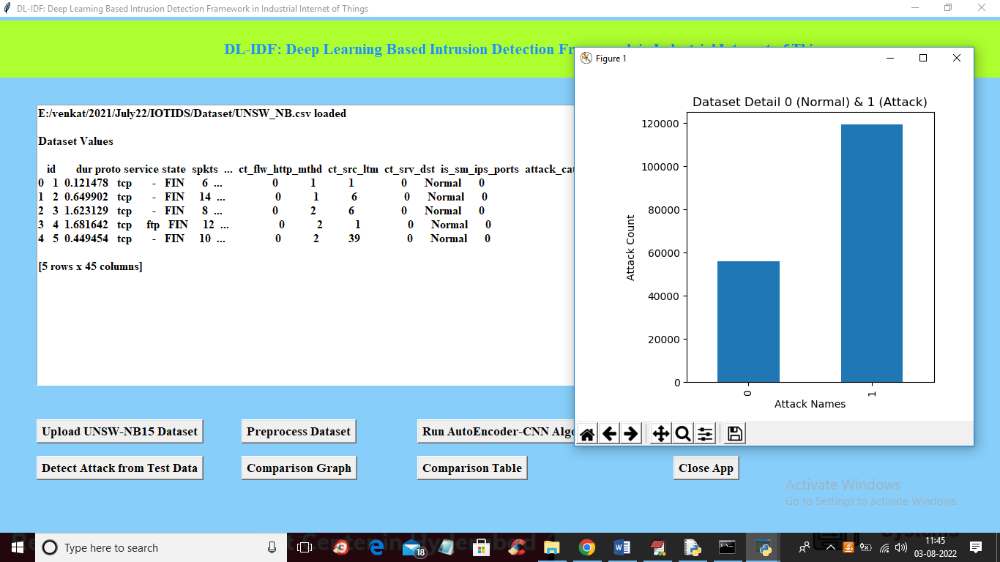 DL-IDF: Deep Learning Based Intrusion Detection Framework in Industrial Internet of Things
DL-IDF: Deep Learning Based Intrusion Detection
E:/venkat/2021/July22/IOTIDS/Dataset/UNSW_NB.csv loaded
Dataset Values
id dur proto service state spkts ... ct_flw_http_mthd ct_src_ltm ct_srv_dst is_sm_ips_ports attack_cat
0 1 0.121478 tcp - FIN 6 ... 0 1 1 0 Normal 0
1 2 0.649902 tcp - FIN 14 ... 0 1 6 0 Normal 0
2 3 1.623129 tcp - FIN 8 ... 0 2 6 0 Normal 0
3 4 1.681642 tcp ftp FIN 12 ... 0 2 1 0 Normal 0
4 5 0.449454 tcp - FIN 10 ... 0 2 39 0 Normal 0
[5 rows x 45 columns]
Figure 1
Dataset Detail 0 (Normal) & 1 (Attack)
120000
100000
80000
60000
40000
20000
0
Attack Count
0 1
Attack Names
Upload UNSW-NB15 Dataset
Preprocess Dataset
Run AutoEncoder-CNN
Detect Attack from Test Data
Comparison Graph
Comparison Table
Close App
Activate Windows
Go to Settings to activate Windows.
Type here to search
18
11:45
03-08-2022